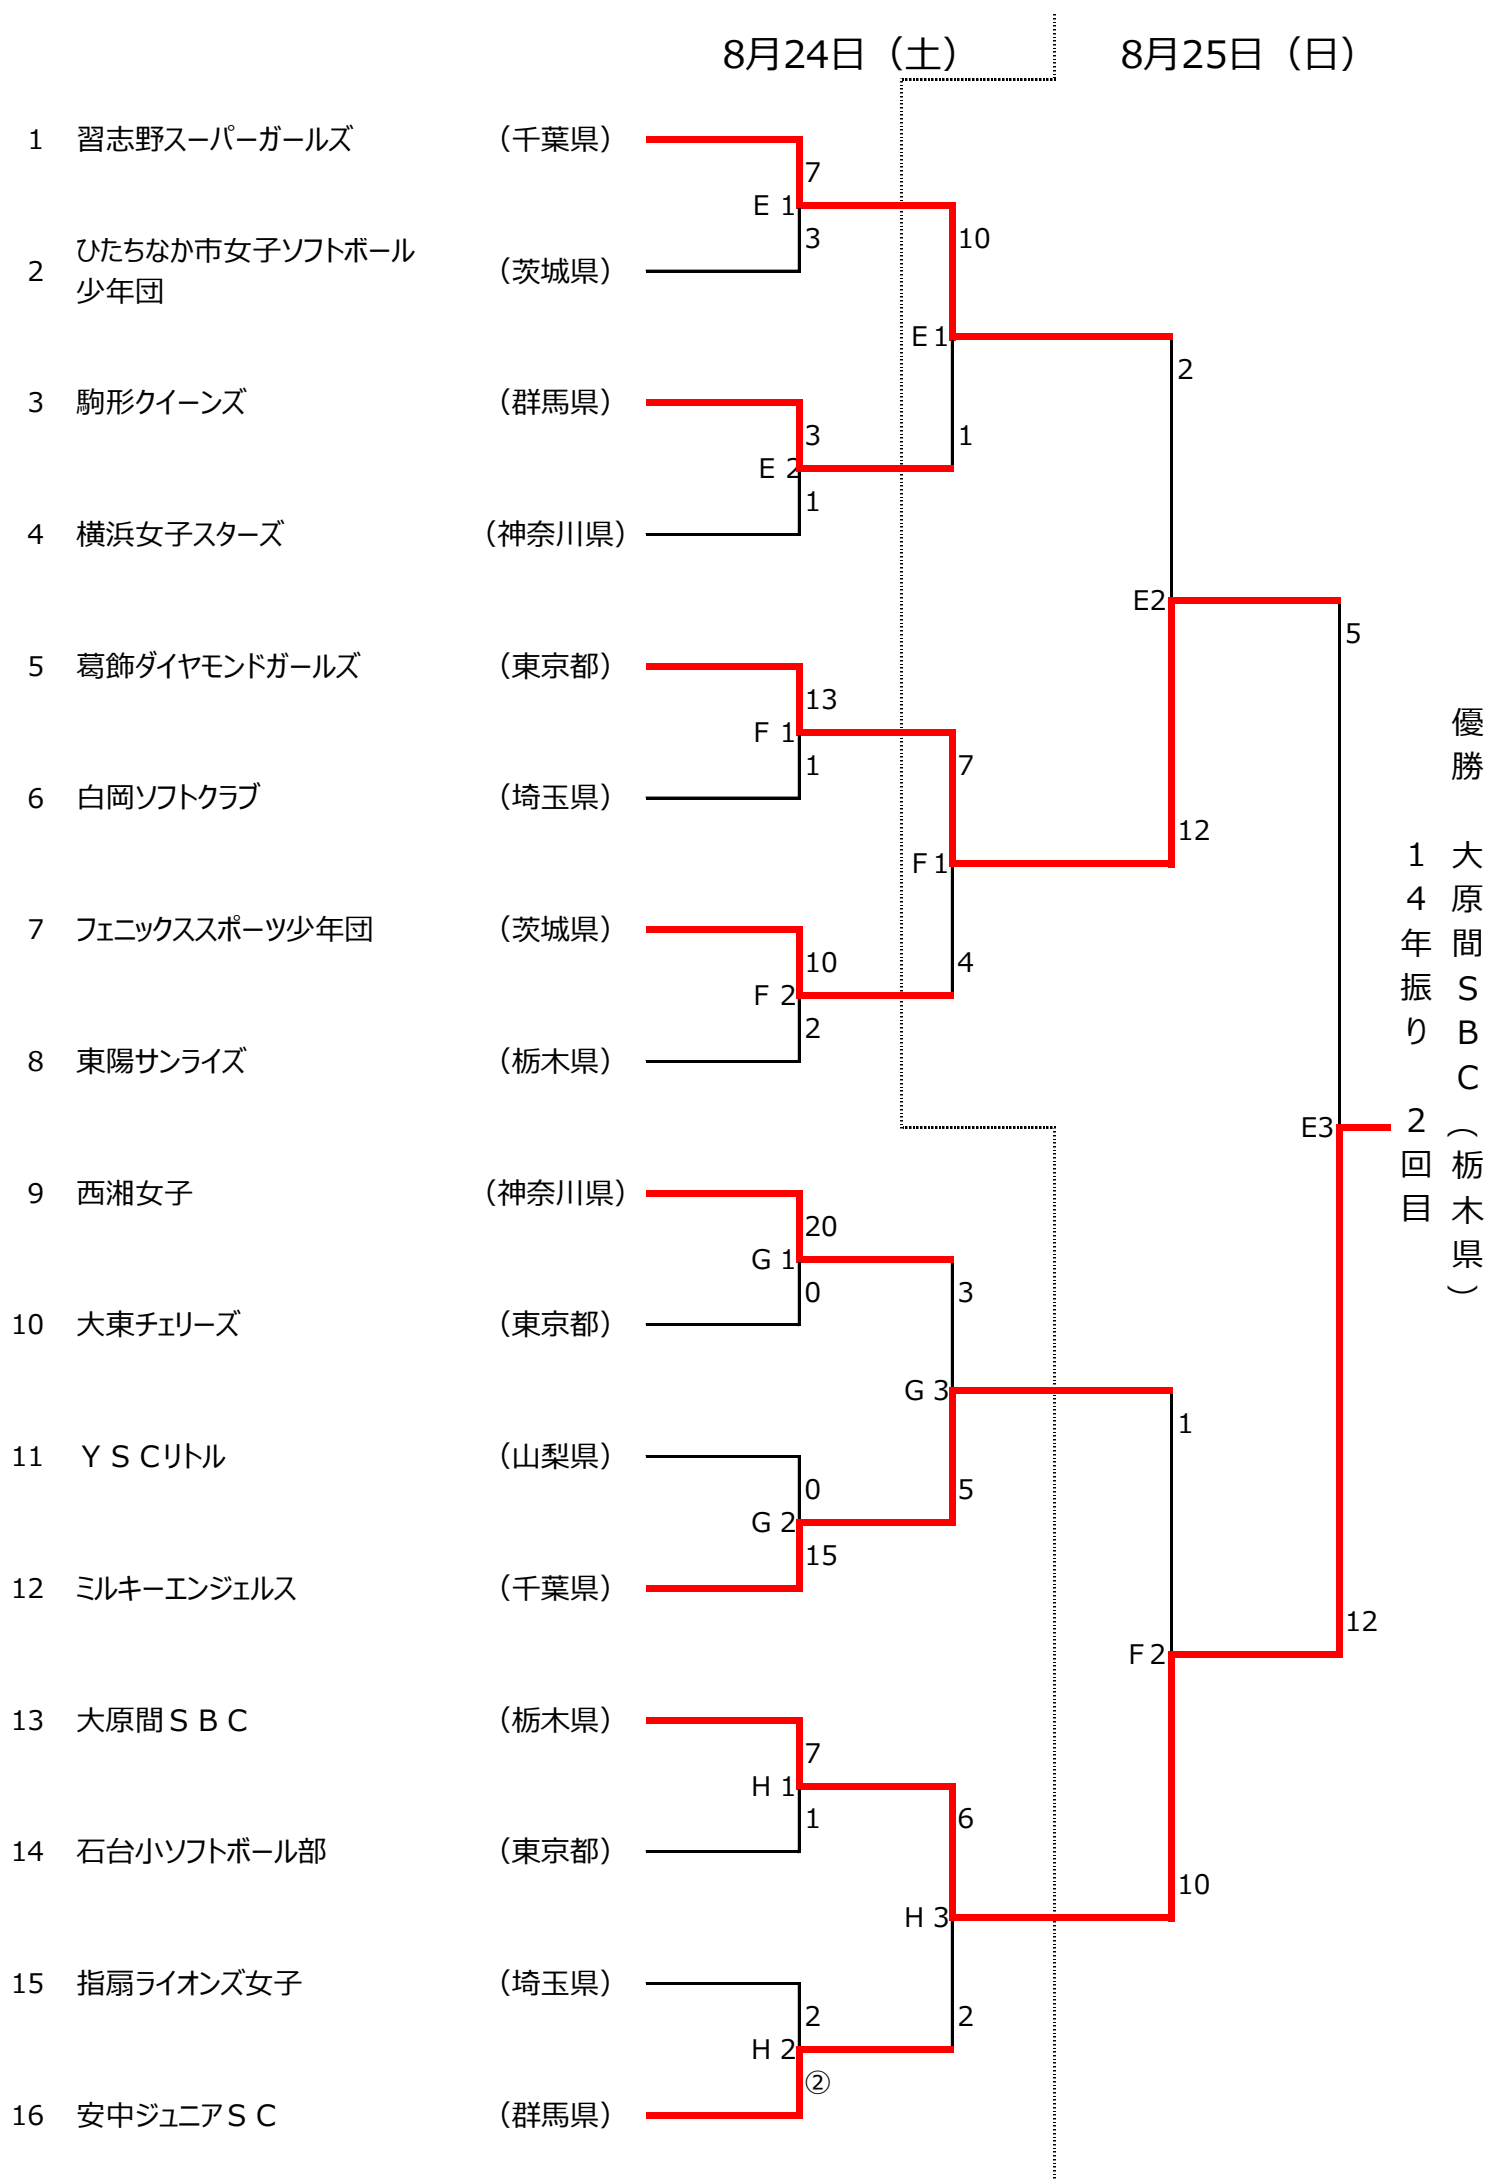 8月24日（土）
8月25日（日）
1 習志野スーパーガールズ （千葉県）
7
E 1
3
10
2 ひたちなか市女子ソフトボール
少年団 （茨城県）
E 1
2
3 駒形クイーンズ （群馬県）
3
1
E 2
1
4 横浜女子スターズ （神奈川県）
E2
5
5 葛飾ダイヤモンドガールズ （東京都）
13
F 1
1
7
6 白岡ソフトクラブ （埼玉県）
12
F 1
7 フェニックススポーツ少年団 （茨城県）
10
4
F 2
2
8 東陽サンライズ （栃木県）
E3
優勝 大原間SBC（栃木県）
14年振り 2回目
9 西湘女子 （神奈川県）
20
G 1
0
3
10 大東チェリーズ （東京都）
G 3
1
11 ＹＳＣリトル （山梨県）
0
5
G 2
15
12 ミルキーエンジェルス （千葉県）
12
F 2
13 大原間ＳＢＣ （栃木県）
7
H 1
1
6
14 石台小ソフトボール部 （東京都）
10
H 3
15 指扇ライオンズ女子 （埼玉県）
2
2
H 2
②
16 安中ジュニアＳＣ （群馬県）